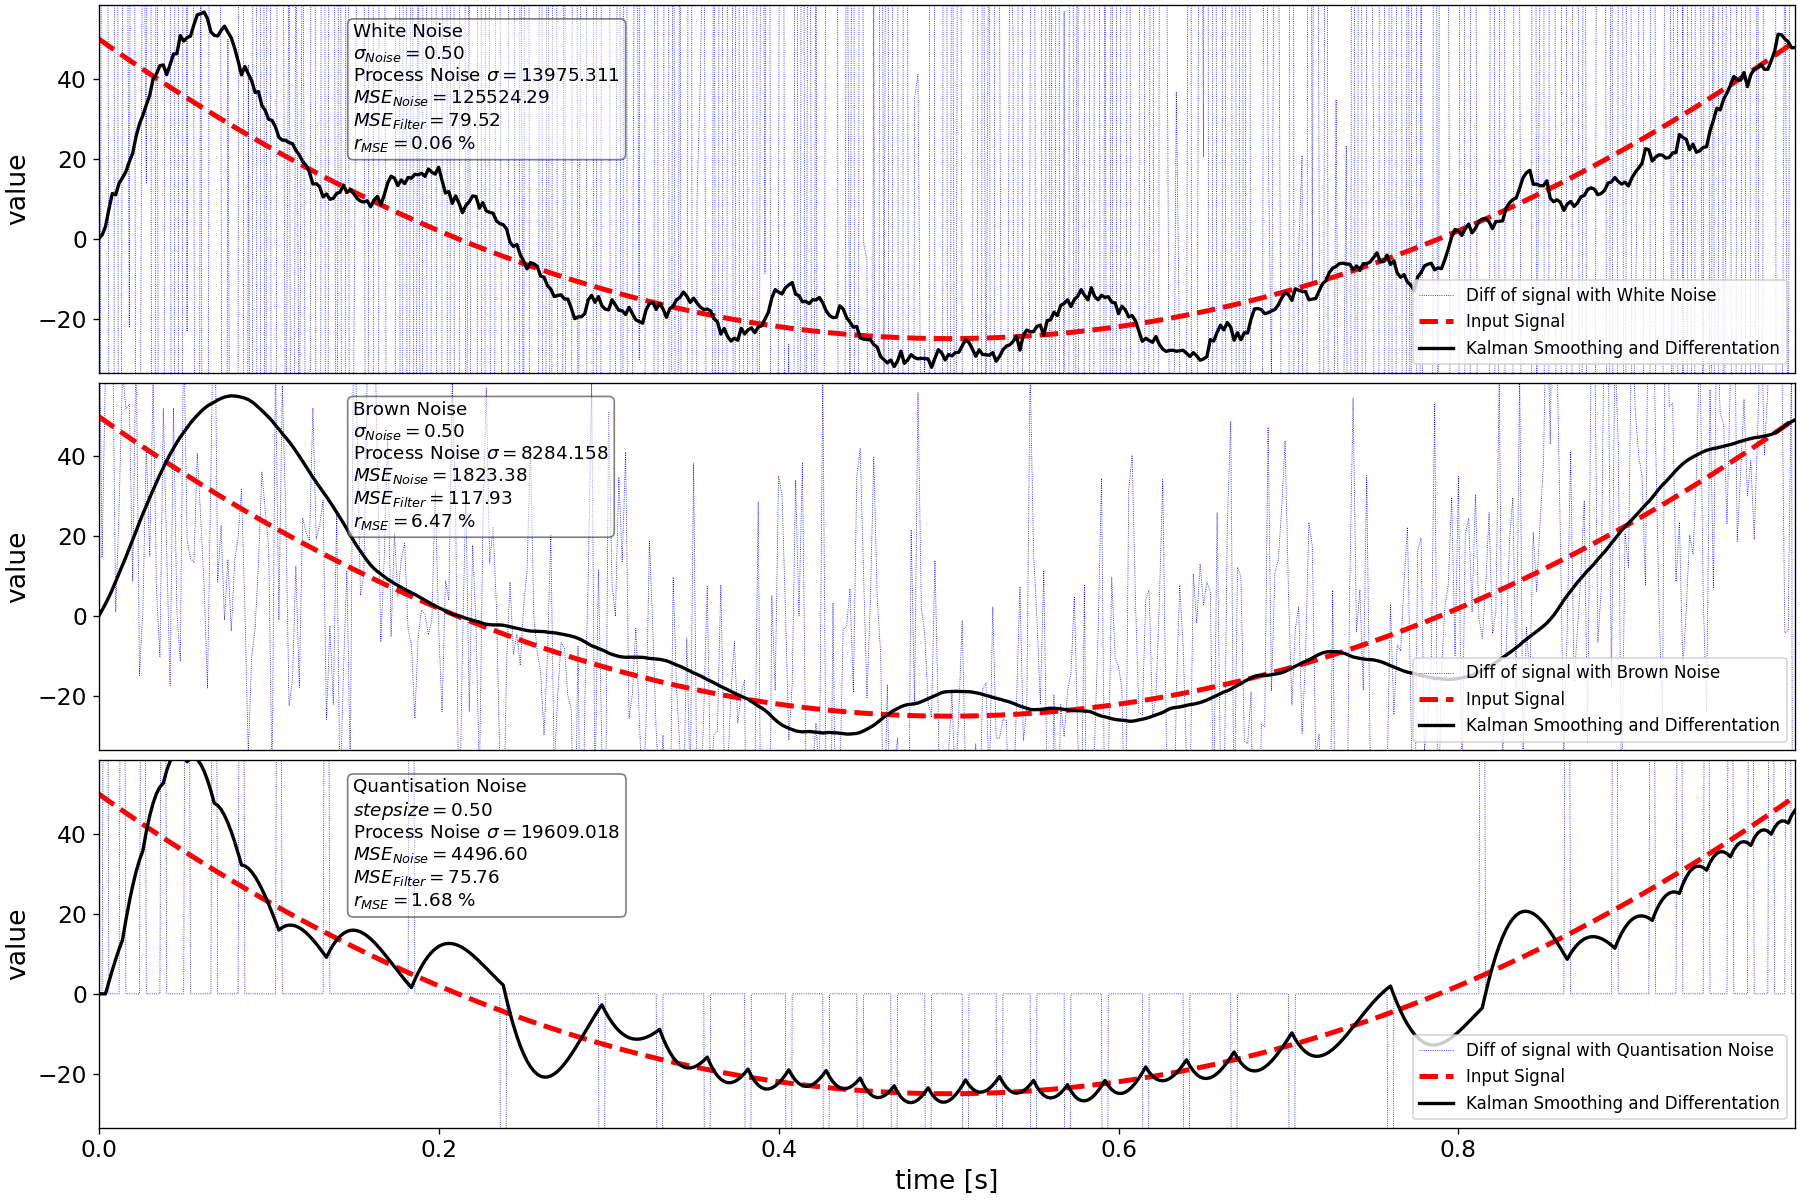 40
20
0
−20
value
White Noise
σNoise = 0.50
Process Noise σ = 13975.311
MSENoise = 125524.29
MSEFilter = 79.52
rMSE = 0.06 %
Diff of signal with White Noise
Input Signal
Kalman Smoothing and Differentation
40
20
0
−20
value
Brown Noise
σNoise = 0.50
Process Noise σ = 8284.158
MSENoise = 1823.38
MSEFilter = 117.93
rMSE = 6.47 %
Diff of signal with Brown Noise
Input Signal
Kalman Smoothing and Differentation
40
20
0
−20
value
Quantisation Noise
stepsize = 0.50
Process Noise σ = 19609.018
MSENoise = 4496.60
MSEFilter = 75.76
rMSE = 1.68 %
Diff of signal with Quantisation Noise
Input Signal
Kalman Smoothing and Differentation
0.0 0.2 0.4 0.6 0.8
time [s]